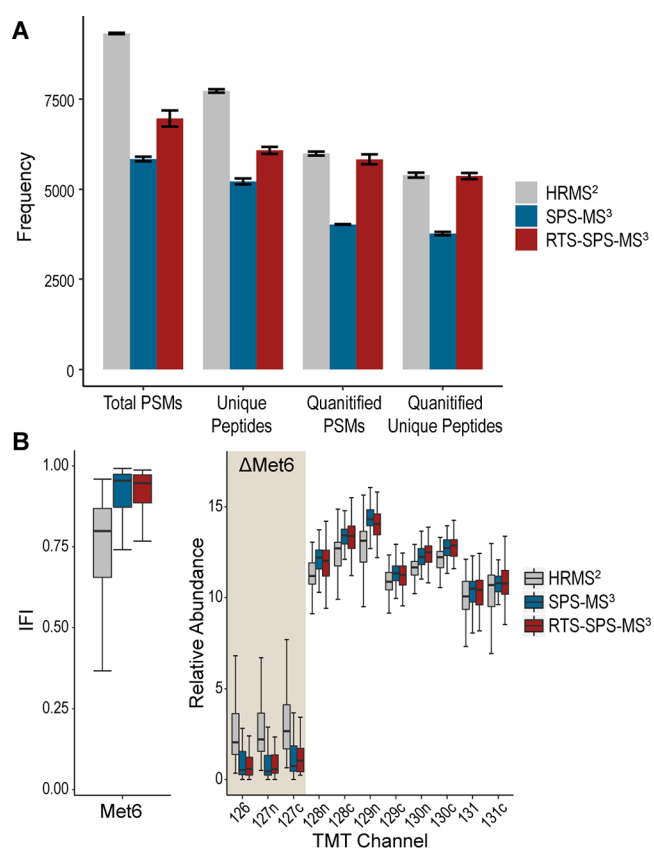 A
Frequency
7500
5000
2500
0
Total PSMs
Unique
Peptides
Quanitified
PSMs
Quanitified
Unique Peptides
HRMS²
SPS-MS³
RTS-SPS-MS³
B
IFI
1.00
0.75
0.50
0.25
0.00
Met6
ΔMet6
Relative Abundance
15
10
5
0
126
127n
127c
128n
128c
129n
129c
130n
130c
131
131c
TMT Channel
HRMS²
SPS-MS³
RTS-SPS-MS³